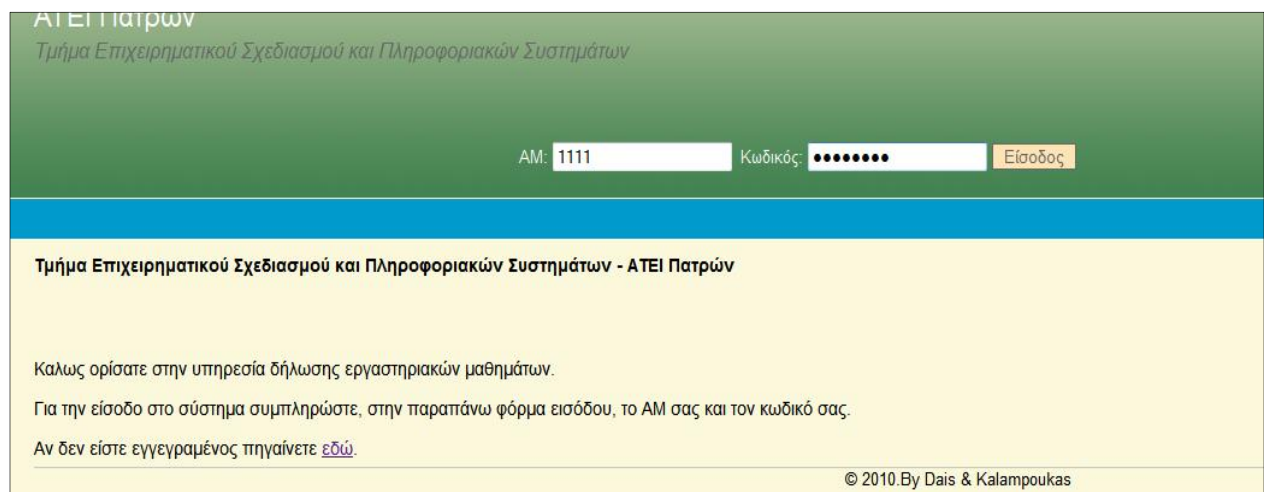 ΑΤΕΙ Πατρών
Τμήμα Επιχειρηματικού Σχεδιασμού και Πληροφοριακών Συστημάτων
ΑΜ: 1111 Κωδικός: •••••••• Είσοδος
Τμήμα Επιχειρηματικού Σχεδιασμού και Πληροφοριακών Συστημάτων - ΑΤΕΙ Πατρών
Καλως ορίσατε στην υπηρεσία δήλωσης εργαστηριακών μαθημάτων.
Για την είσοδο στο σύστημα συμπληρώστε, στην παραπάνω φόρμα εισόδου, το ΑΜ σας και τον κωδικό σας.
Αν δεν είστε εγγεγραμένος πηγαίνετε εδώ.
© 2010.By Dais & Kalampoukas